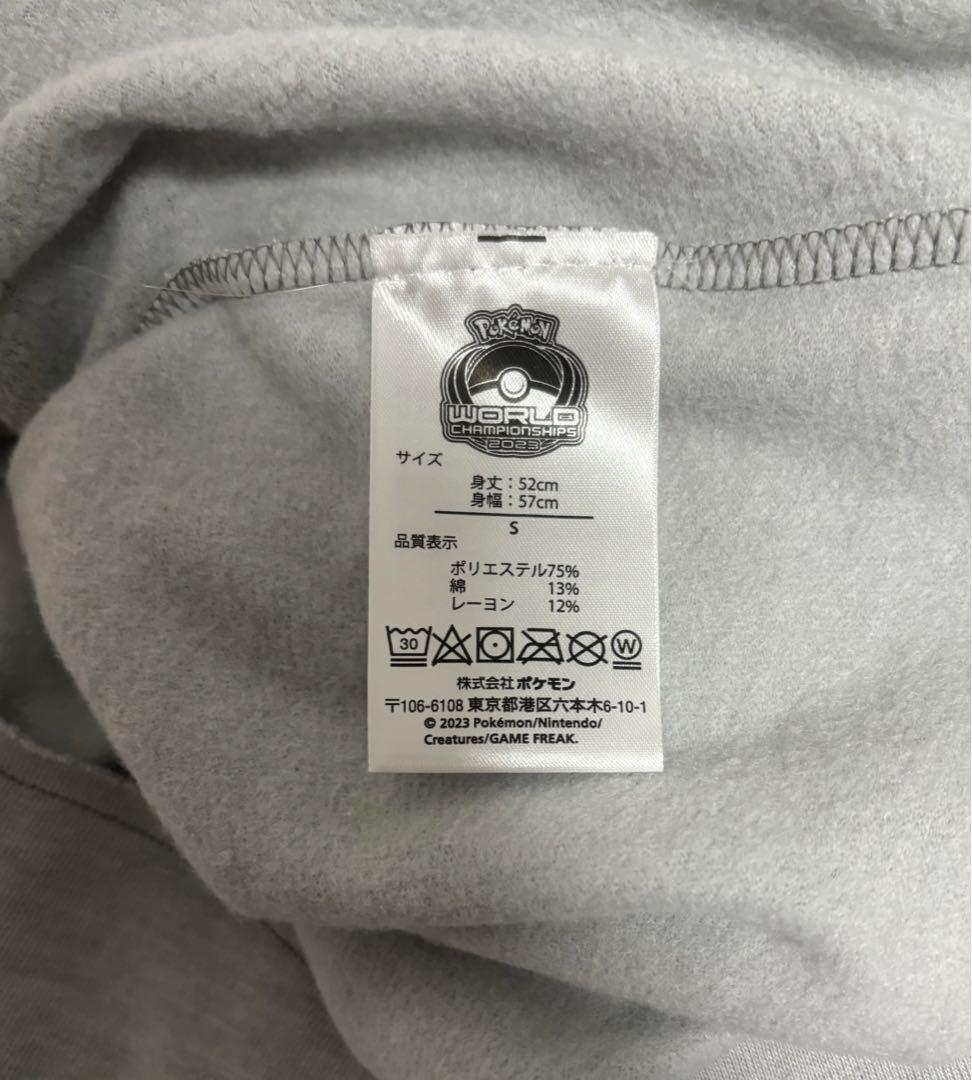 Pokémon
WORLD
CHAMPIONSHIPS
2023
サイズ
身丈：52cm
身幅：57cm
S
品質表示
ポリエステル75%
綿 13%
レーヨン 12%
30 W
株式会社ポケモン
〒106-6108 東京都港区六本木6-10-1
© 2023 Pokémon/Nintendo/
Creatures/GAME FREAK.